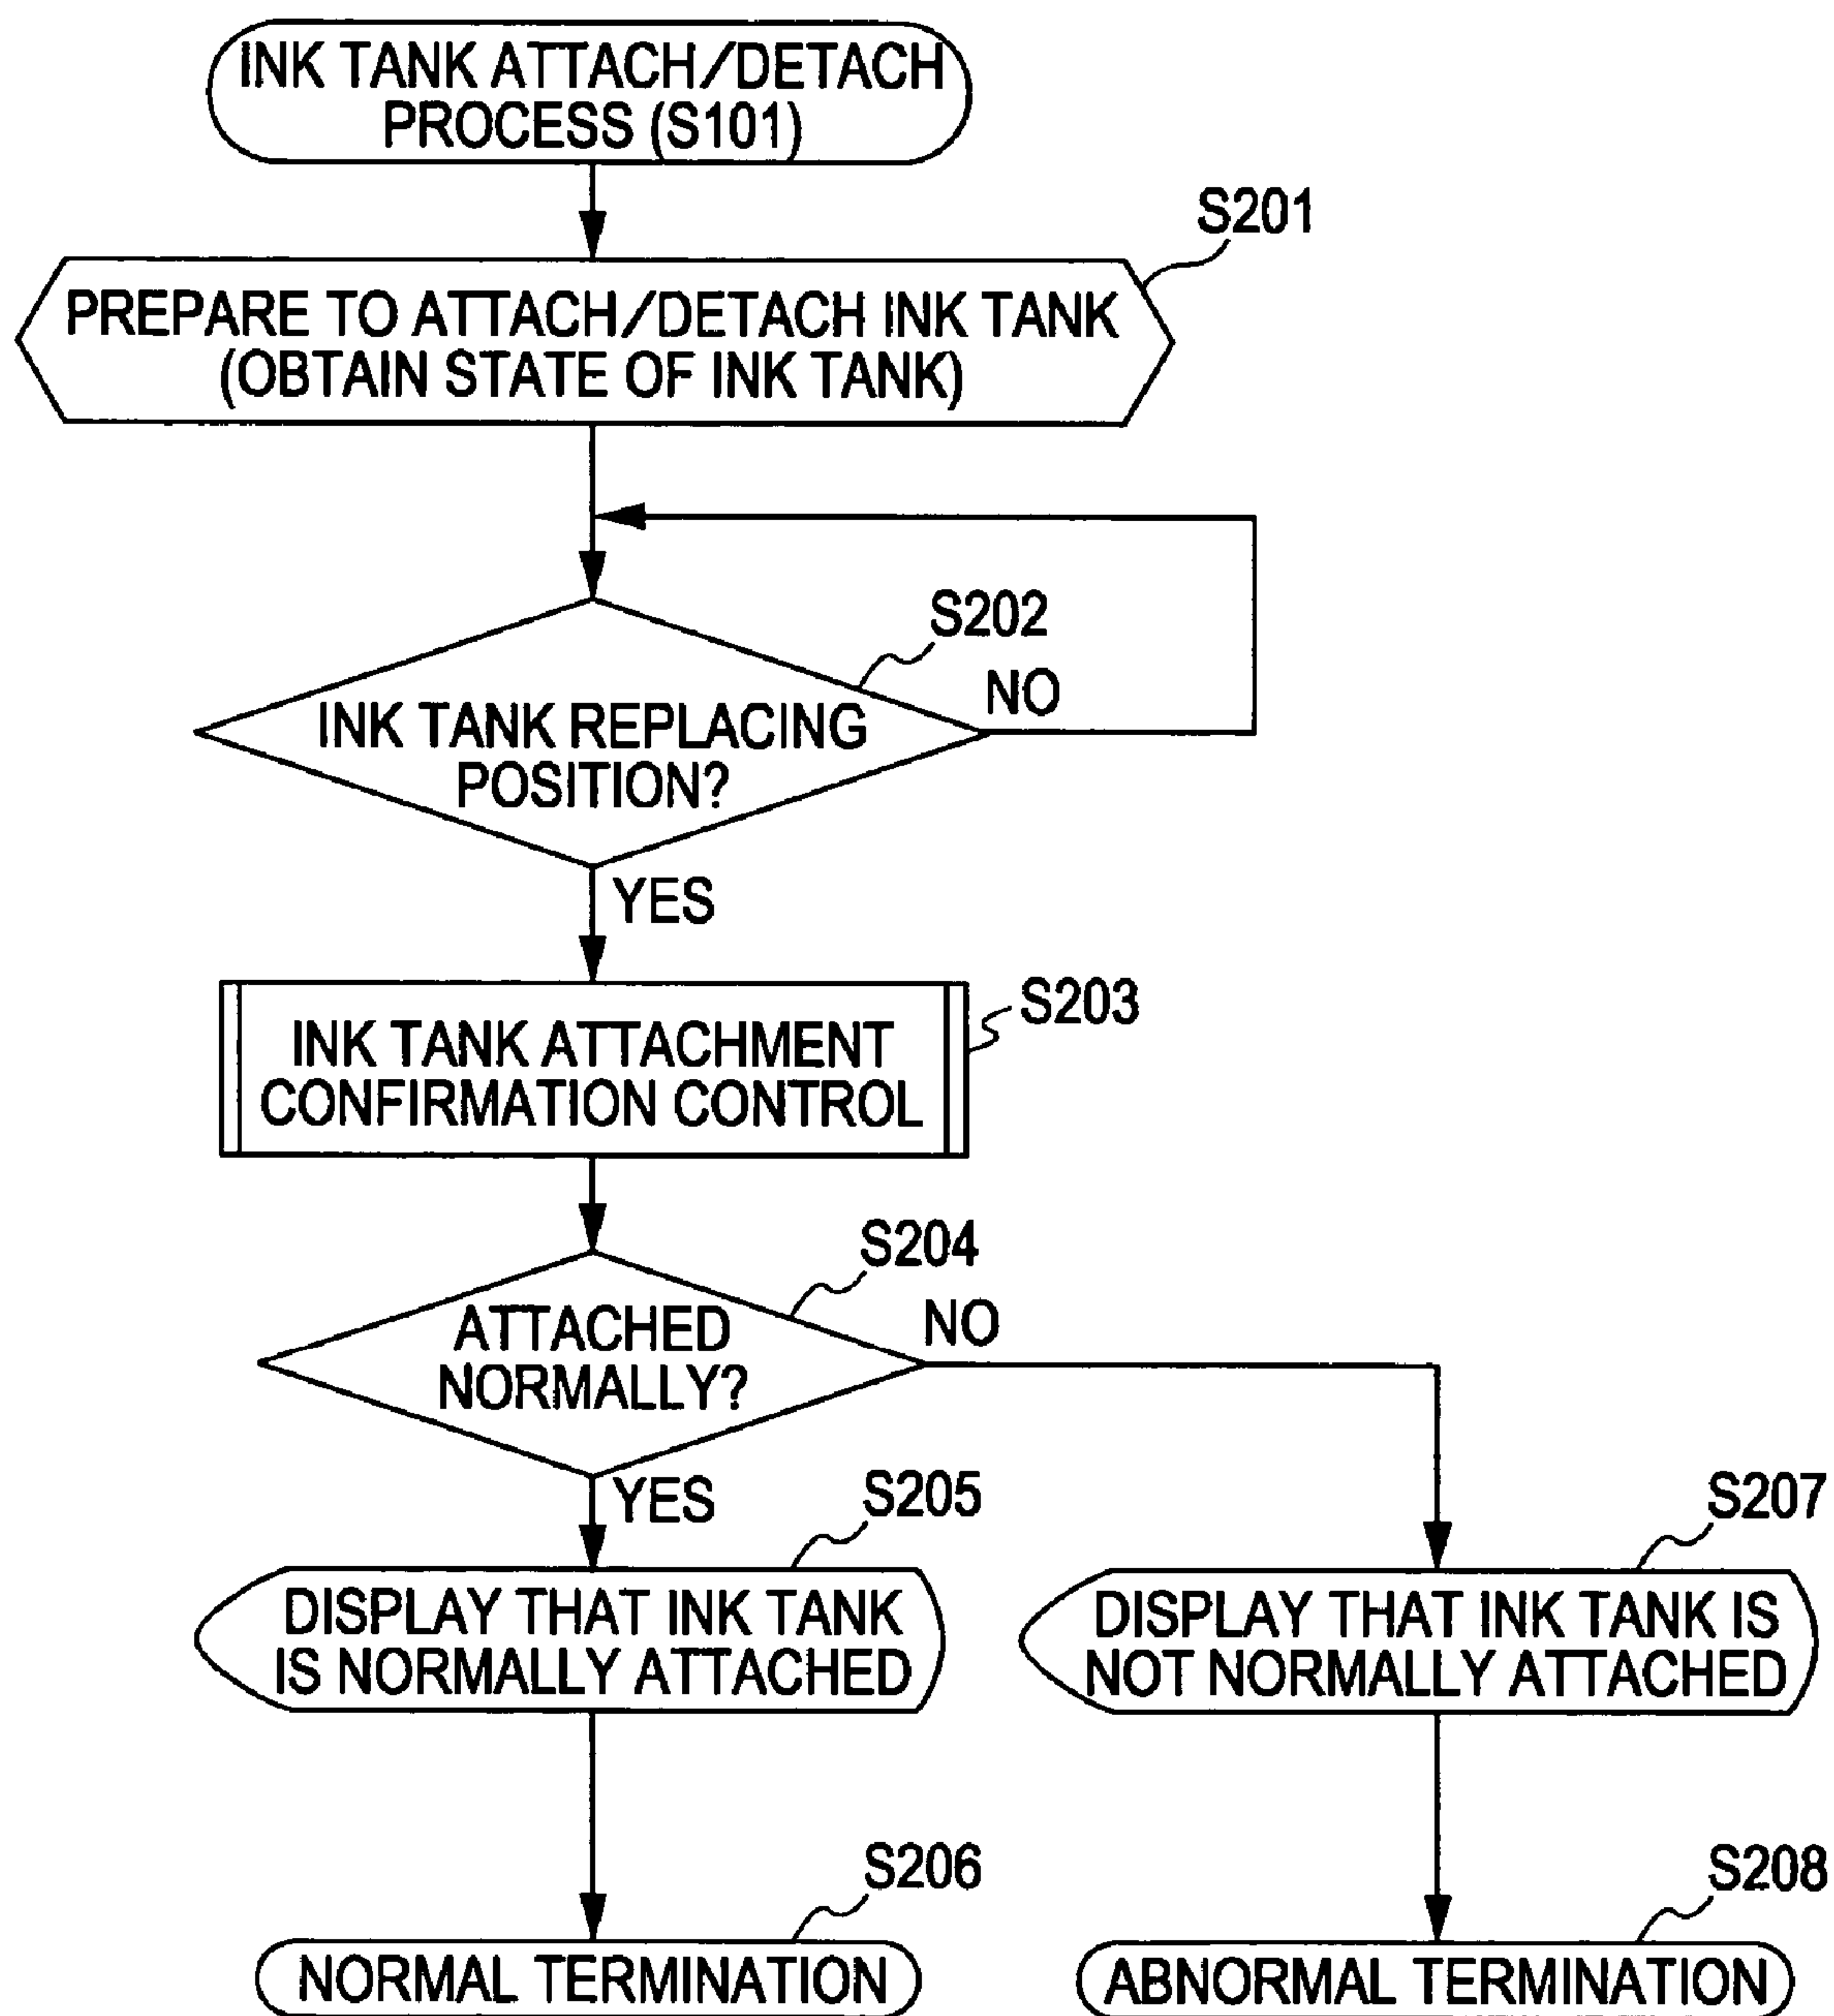 INK TANK ATTACH/DETACH
PROCESS (S101)
S201
PREPARE TO ATTACH/DETACH INK TANK
(OBTAIN STATE OF INK TANK)
S202
NO
INK TANK REPLACING
POSITION?
YES
S203
INK TANK ATTACHMENT
CONFIRMATION CONTROL
S204
NO
ATTACHED
NORMALLY?
YES
S205
S207
DISPLAY THAT INK TANK
IS NORMALLY ATTACHED
DISPLAY THAT INK TANK IS
NOT NORMALLY ATTACHED
S206
S208
NORMAL TERMINATION
ABNORMAL TERMINATION